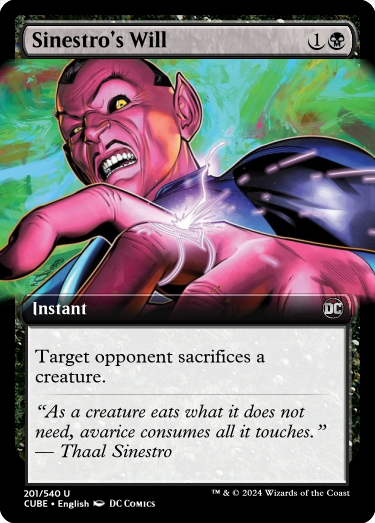 Sinestro's Will 1
Instant DC
Target opponent sacrifices a
creature.
“As a creature eats what it does not
need, avarice consumes all it touches.”
— Thaal Sinestro
201/540 U
CUBE • English DC Comics
™ & © 2024 Wizards of the Coast